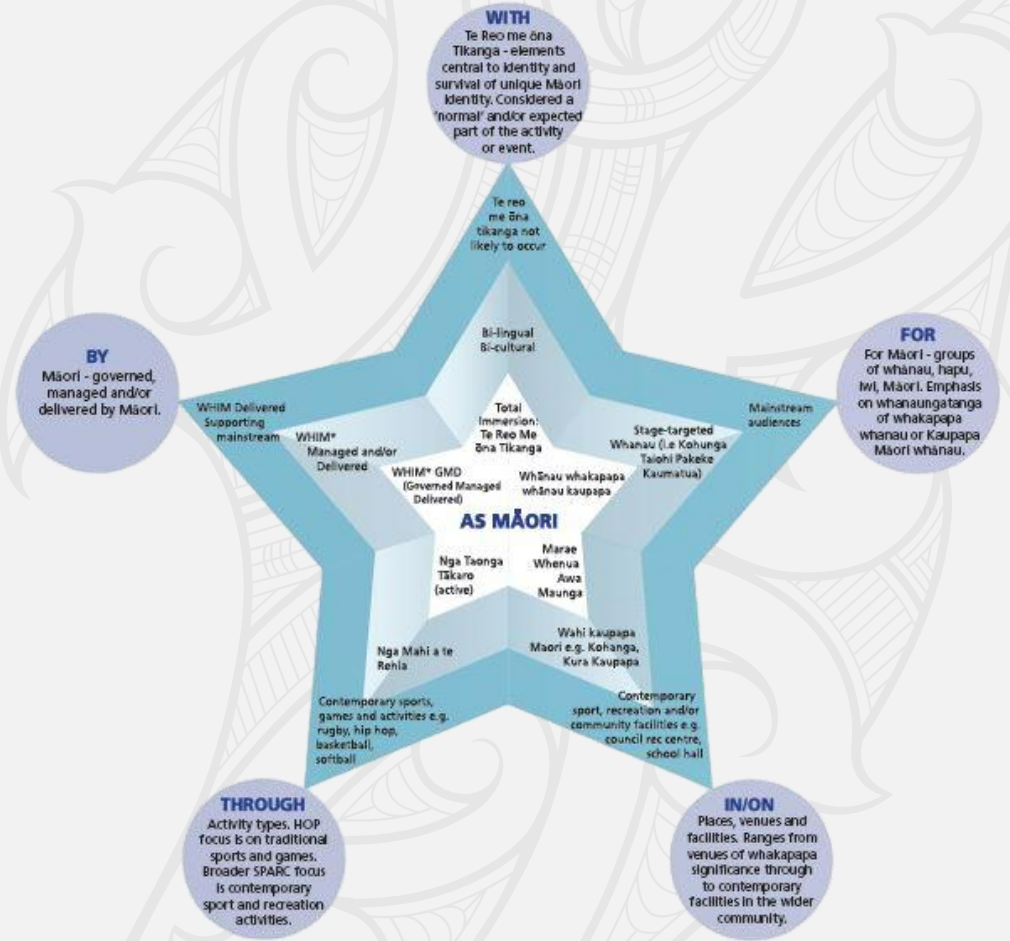 WITH
Te Reo me ōna
Tikanga - elements
central to identity and
survival of unique Māori
identity. Considered a
'normal' and/or expected
part of the activity
or event.
Te reo
me ōna
tikanga not
likely to occur
Bi-lingual
Bi-cultural
Total
Immersion:
Te Reo Me
ōna Tikanga
BY
Māori - governed,
managed and/or
delivered by Māori.
WHIM Delivered
Supporting
mainstream
WHIM*
Managed and/or
Delivered
WHIM* GMD
(Governed Managed
Delivered)
FOR
For Māori - groups
of whānau, hapu,
iwi, Māori. Emphasis
on whanaungatanga
of whakapapa
whanau or Kaupapa
Māori whānau.
Mainstream
audiences
Stage-targeted
Whanau (i.e Kohunga
Taiohi Pakeke
Kaumatua)
Whānau whakapapa
whānau kaupapa
AS MĀORI
Nga Taonga
Tākaro
(active)
Marae
Whenua
Awa
Maunga
Nga Mahi a te
Rehia
Wahi kaupapa
Maori e.g. Kohanga,
Kura Kaupapa
Contemporary sports,
games and activities e.g.
rugby, hip hop,
basketball,
softball
Contemporary
sport, recreation and/or
community facilities e.g.
council rec centre,
school hall
THROUGH
Activity types. HOP
focus is on traditional
sports and games.
Broader SPARC focus
is contemporary
sport and recreation
activities.
IN/ON
Places, venues and
facilities. Ranges from
venues of whakapapa
significance through
to contemporary
facilities in the wider
community.